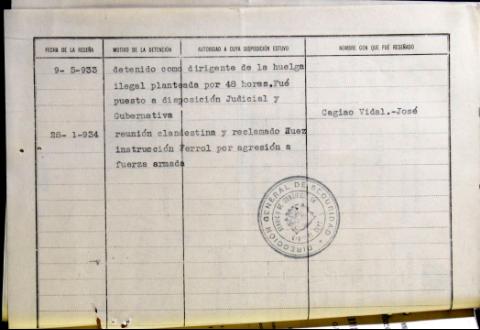 FECHA DE LA RESEÑA MOTIVO DE LA DETENCIÓN AUTORIDAD A CUYA DISPOSICIÓN ESTUVO NOMBRE CON QUE FUÉ RESEÑADO
9- 5-933 detenido como dirigente de la huelga
ilegal planteada por 48 horas.Fué
puesto a disposición Judicial y
Gubernativa
Cagiao Vidal.-José
28- 1-934 reunión clandestina y reclamado Juez
instrucción Ferrol por agresión a
fuerza armada
DIRECCIÓN GENERAL DE SEGURIDAD